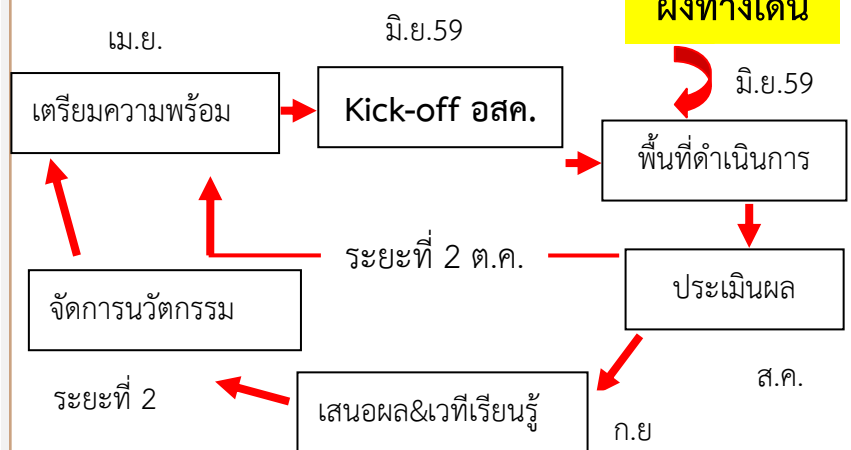 ผังทางเดิน
เม.ย.
มิ.ย.59
มิ.ย.59
เตรียมความพร้อม
Kick-off อสค.
พื้นที่ดำเนินการ
ระยะที่ 2 ต.ค.
จัดการนวัตกรรม
ประเมินผล
ส.ค.
ระยะที่ 2
เสนอผล&เวทีเรียนรู้
ก.ย